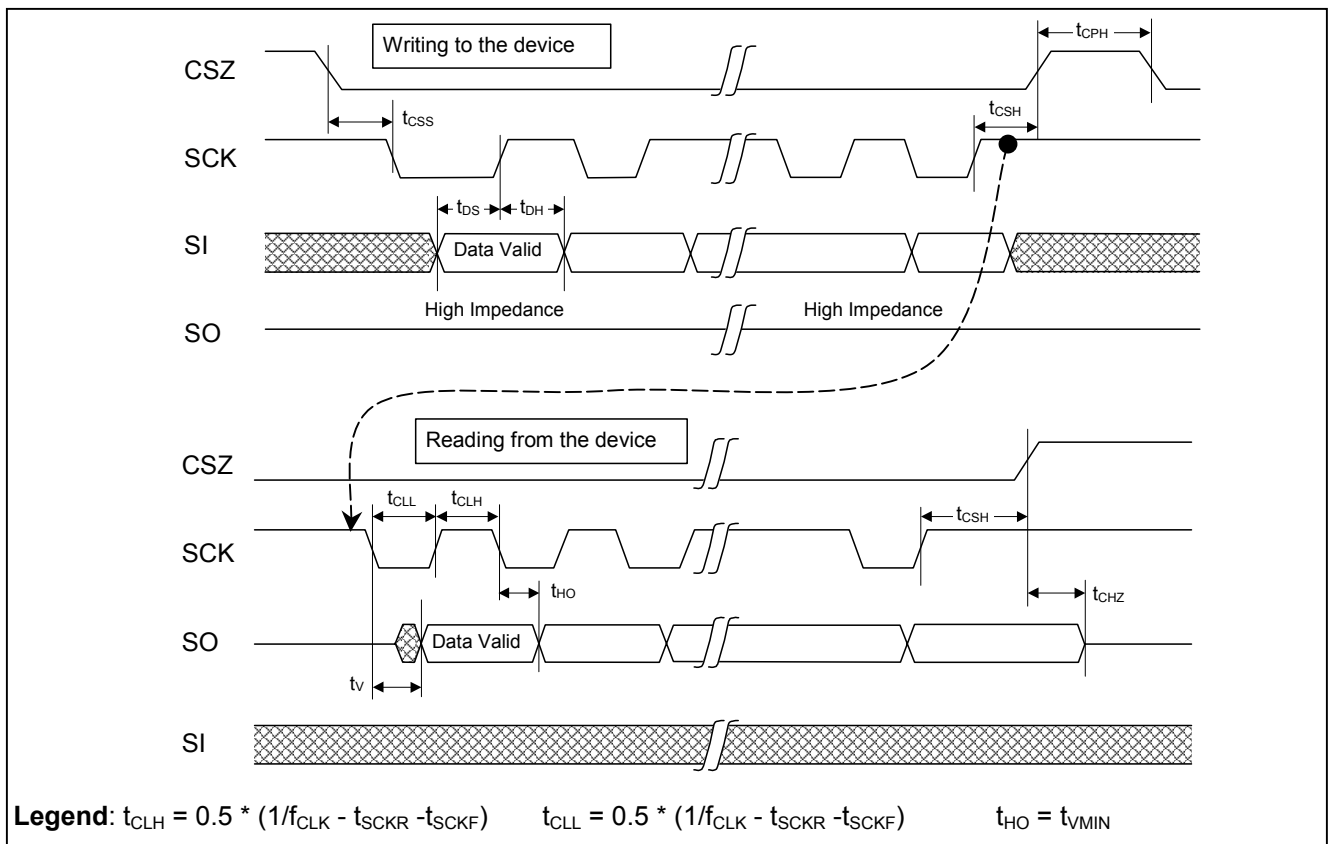 Writing to the device
tCPH
CSZ
tCSS
tCSH
SCK
tDS
tDH
SI
Data Valid
High Impedance
High Impedance
SO
Reading from the device
CSZ
tCLL
tCLH
tCSH
SCK
tHO
tCHZ
SO
Data Valid
tV
SI
Legend: tCLH = 0.5 * (1/fCLK - tSCKR -tSCKF) tCLL = 0.5 * (1/fCLK - tSCKR -tSCKF) tHO = tVMIN